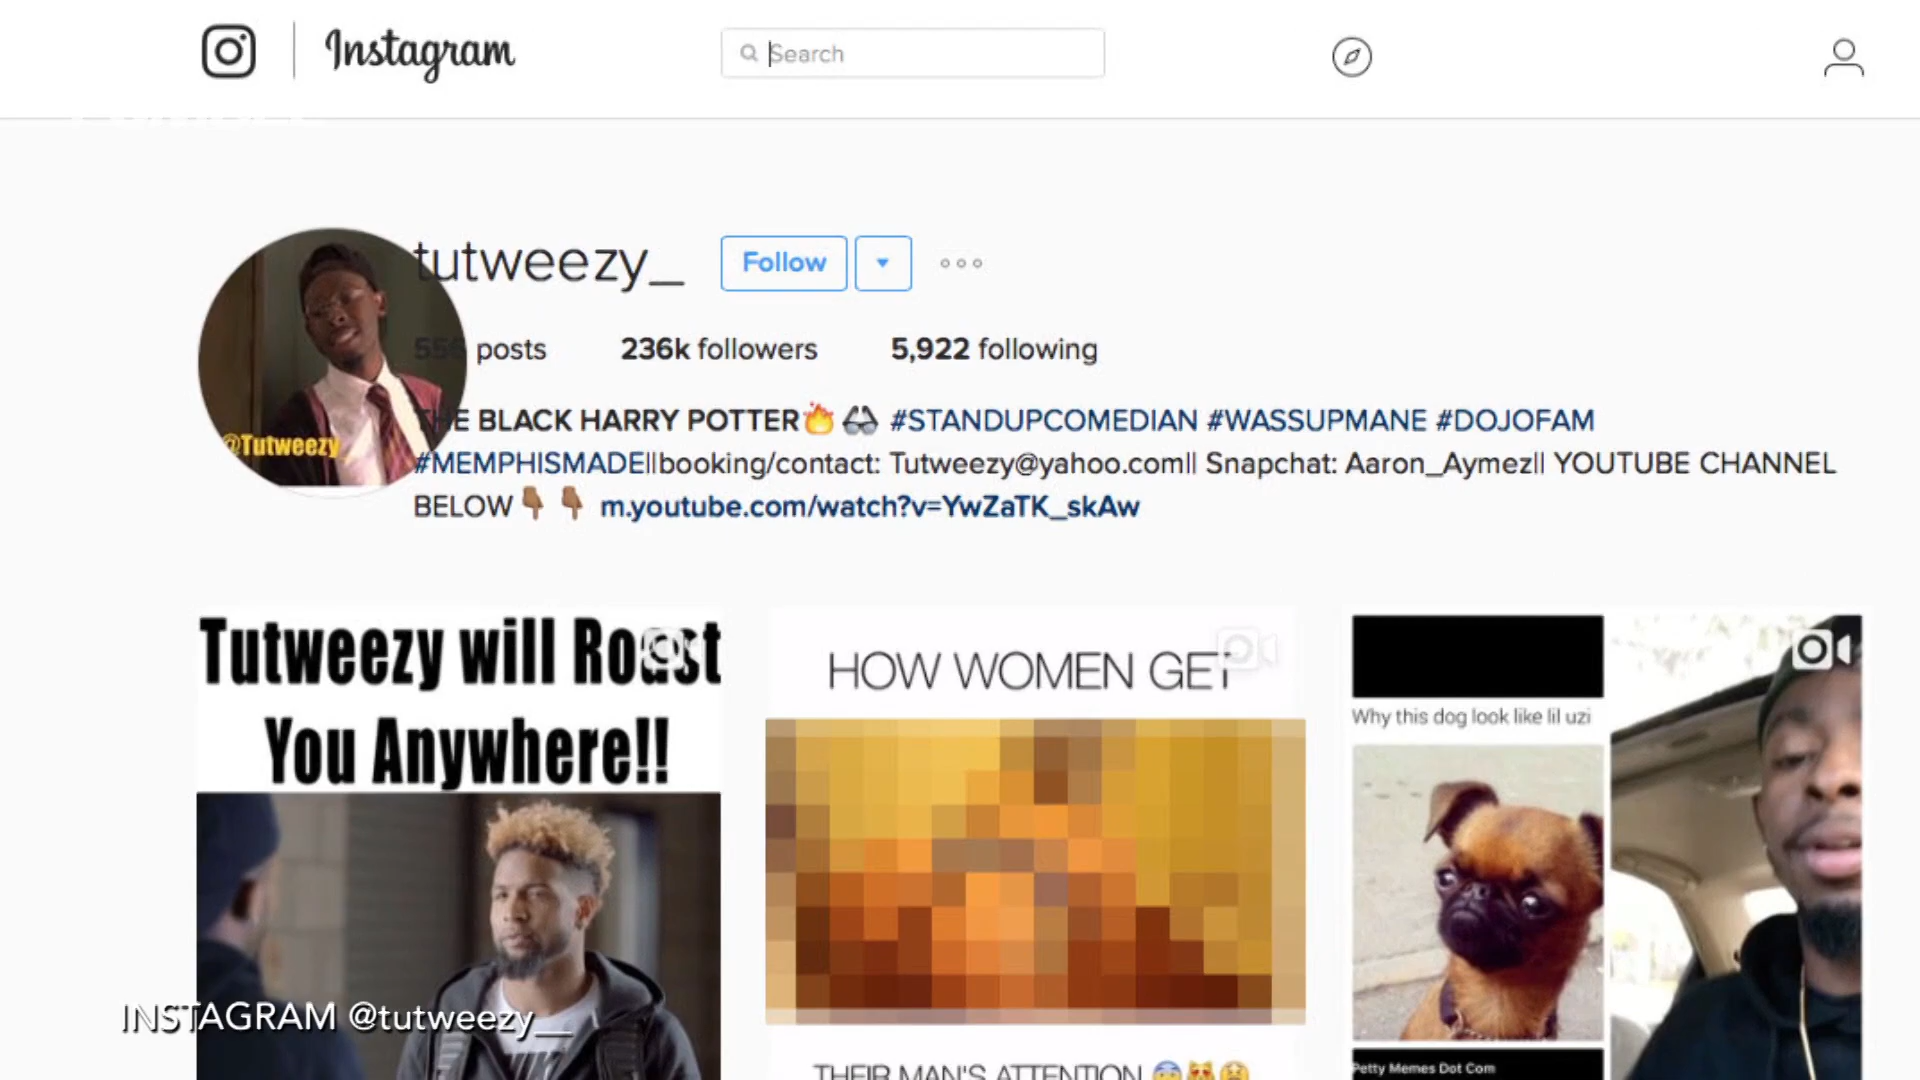 Instagram
Search
tutweezy_
Follow
556 posts 236k followers 5,922 following
THE BLACK HARRY POTTER🔥👓 #STANDUPCOMEDIAN #WASSUPMANE #DOJOFAM
#MEMPHISMADE||booking/contact: Tutweezy@yahoo.com|| Snapchat: Aaron_Aymez|| YOUTUBE CHANNEL
BELOW👇🏾👇🏾 m.youtube.com/watch?v=YwZaTK_skAw
@Tutweezy
Tutweezy will Roast
You Anywhere!!
HOW WOMEN GET
THEIR MAN'S ATTENTION 😨😻😫
Why this dog look like lil uzi
Petty Memes Dot Com
INSTAGRAM @tutweezy_